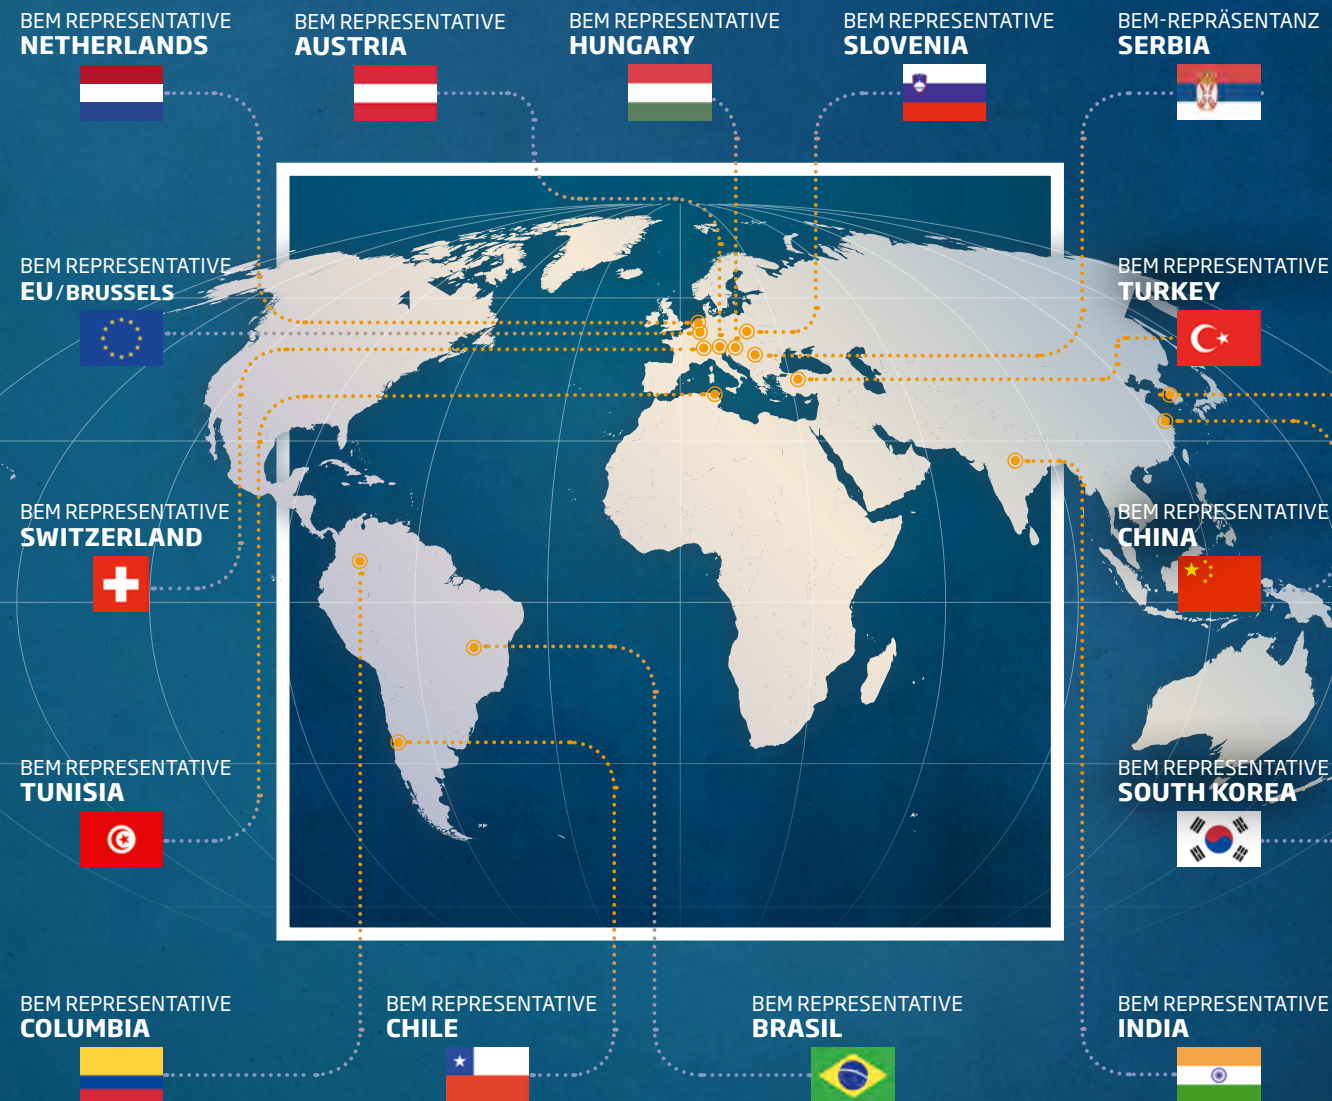 BEM REPRESENTATIVE
NETHERLANDS
BEM REPRESENTATIVE
AUSTRIA
BEM REPRESENTATIVE
HUNGARY
BEM REPRESENTATIVE
SLOVENIA
BEM-REPRÄSENTANZ
SERBIA
BEM REPRESENTATIVE
EU/BRUSSELS
BEM REPRESENTATIVE
TURKEY
BEM REPRESENTATIVE
SWITZERLAND
BEM REPRESENTATIVE
CHINA
BEM REPRESENTATIVE
TUNISIA
BEM REPRESENTATIVE
SOUTH KOREA
BEM REPRESENTATIVE
COLUMBIA
BEM REPRESENTATIVE
CHILE
BEM REPRESENTATIVE
BRASIL
BEM REPRESENTATIVE
INDIA